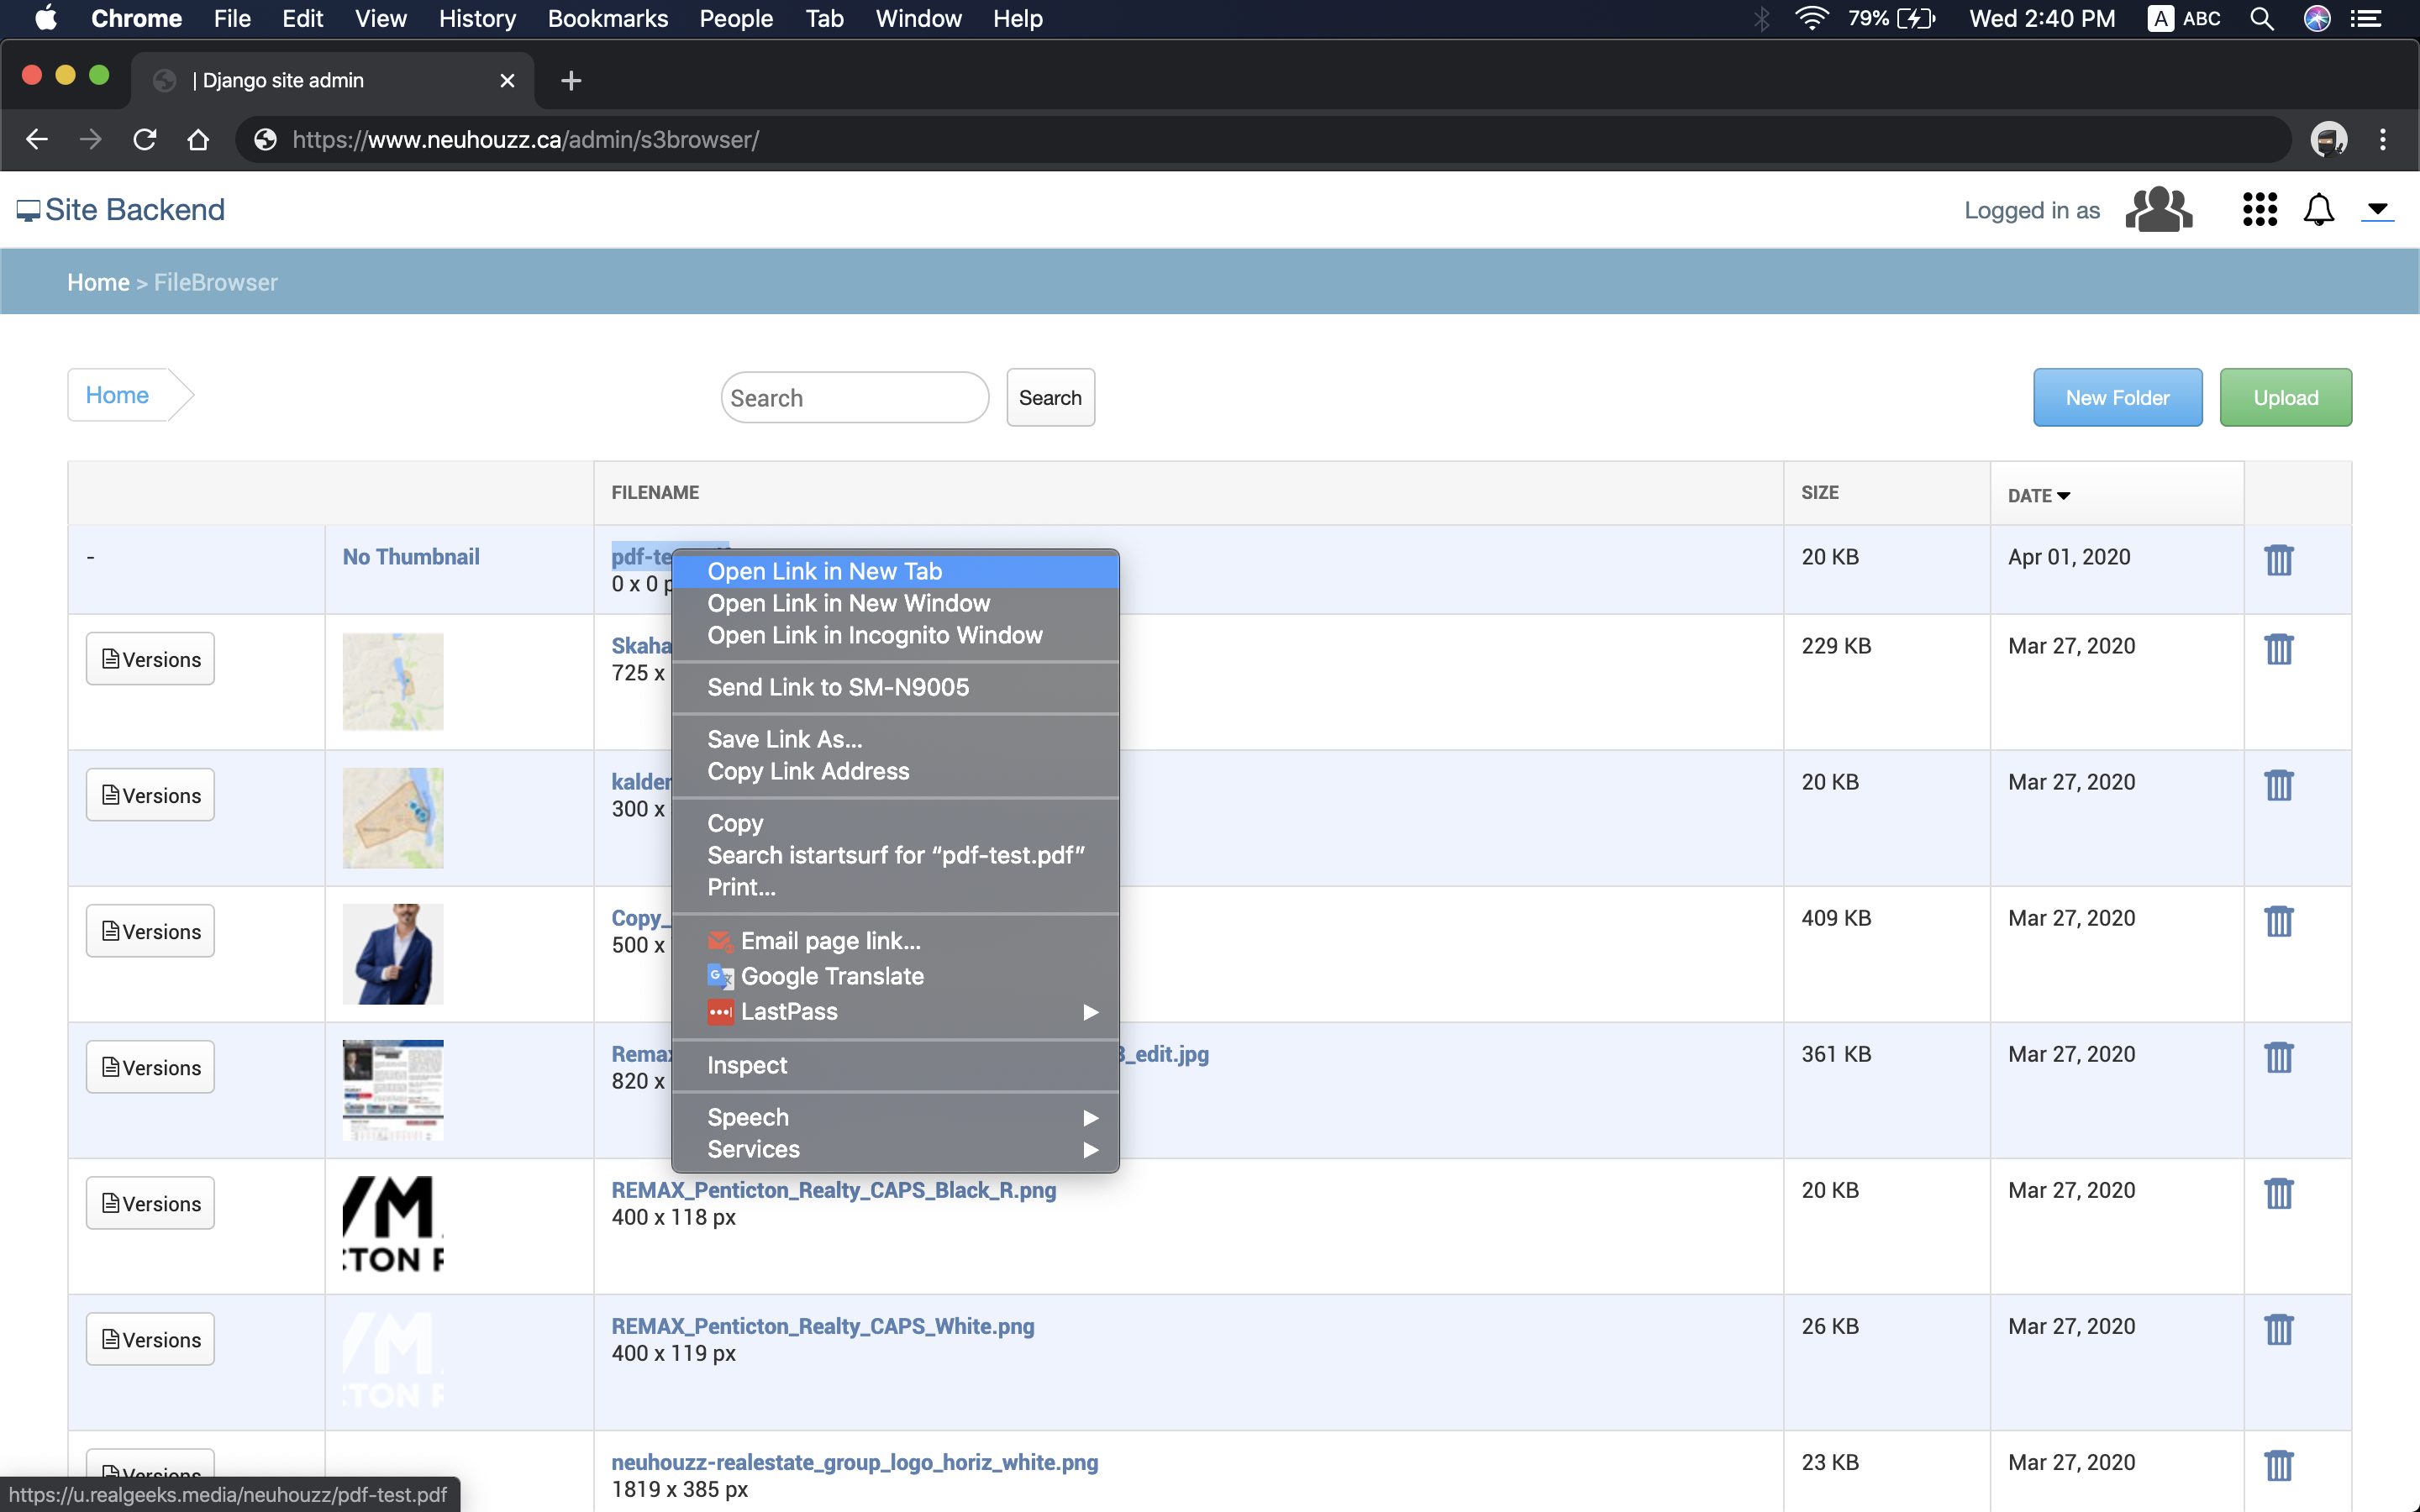 Chrome File Edit View History Bookmarks People Tab Window Help 79% Wed 2:40 PM A ABC
| Django site admin
https://www.neuhouzz.ca/admin/s3browser/
Site Backend Logged in as
Home > FileBrowser
Home Search Search New Folder Upload
FILENAME SIZE DATE
- No Thumbnail pdf-te 20 KB Apr 01, 2020
0 x 0 p
Open Link in New Tab
Open Link in New Window
Open Link in Incognito Window
Send Link to SM-N9005
Save Link As...
Copy Link Address
Copy
Search istartsurf for “pdf-test.pdf”
Print...
Email page link...
Google Translate
LastPass
Inspect
Speech
Services
Versions Skaha 229 KB Mar 27, 2020
725 x
Versions kalder 20 KB Mar 27, 2020
300 x
Versions Copy_ 409 KB Mar 27, 2020
500 x
Versions Remax 3_edit.jpg 361 KB Mar 27, 2020
820 x
Versions REMAX_Penticton_Realty_CAPS_Black_R.png 20 KB Mar 27, 2020
400 x 118 px
Versions REMAX_Penticton_Realty_CAPS_White.png 26 KB Mar 27, 2020
400 x 119 px
Versions neuhouzz-realestate_group_logo_horiz_white.png 23 KB Mar 27, 2020
1819 x 385 px
https://u.realgeeks.media/neuhouzz/pdf-test.pdf